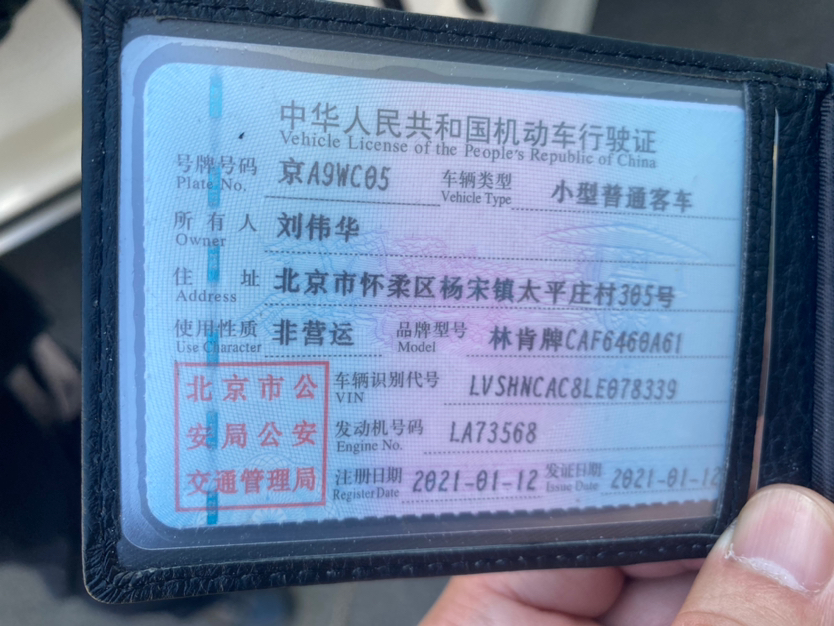 中华人民共和国机动车行驶证
Vehicle License of the People's Republic of China
号牌号码 京A9WC05 车辆类型 小型普通客车
Plate No. Vehicle Type
所有人 刘伟华
Owner
住址 北京市怀柔区杨宋镇太平庄村305号
Address
使用性质 非营运 品牌型号 林肯牌CAF6460A61
Use Character Model
北京市公
安局公安
交通管理局
车辆识别代号 LVSHNCAC8LE078339
VIN
发动机号码 LA73568
Engine No.
注册日期 2021-01-12 发证日期 2021-01-12
Register Date Issue Date